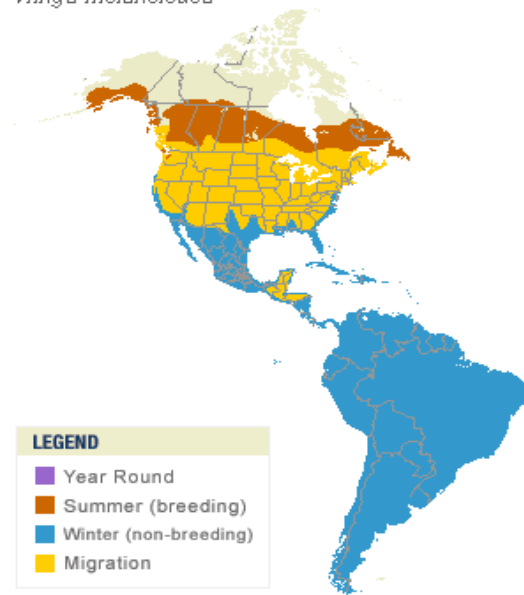 LEGEND
Year Round
Summer (breeding)
Winter (non-breeding)
Migration